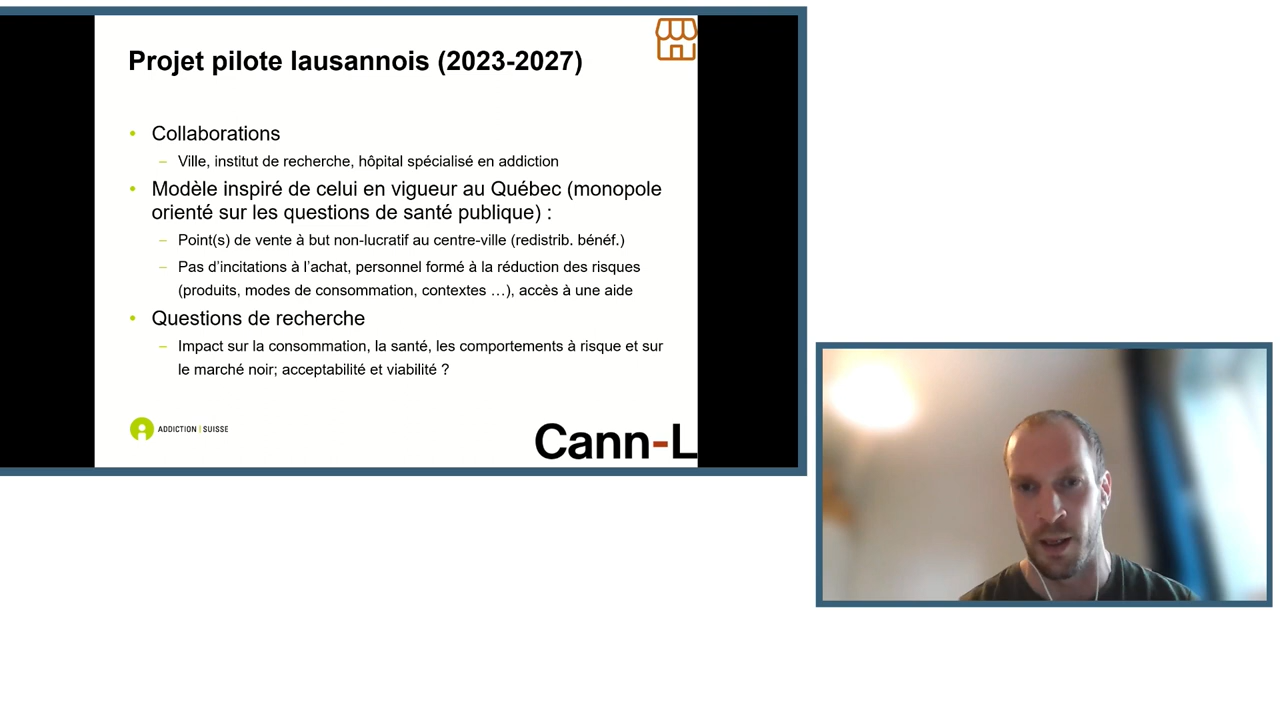 Projet pilote lausannois (2023-2027)
• Collaborations
– Ville, institut de recherche, hôpital spécialisé en addiction
• Modèle inspiré de celui en vigueur au Québec (monopole
orienté sur les questions de santé publique) :
– Point(s) de vente à but non-lucratif au centre-ville (redistrib. bénéf.)
– Pas d’incitations à l’achat, personnel formé à la réduction des risques
(produits, modes de consommation, contextes …), accès à une aide
• Questions de recherche
– Impact sur la consommation, la santé, les comportements à risque et sur
le marché noir; acceptabilité et viabilité ?
ADDICTION | SUISSE
Cann-L